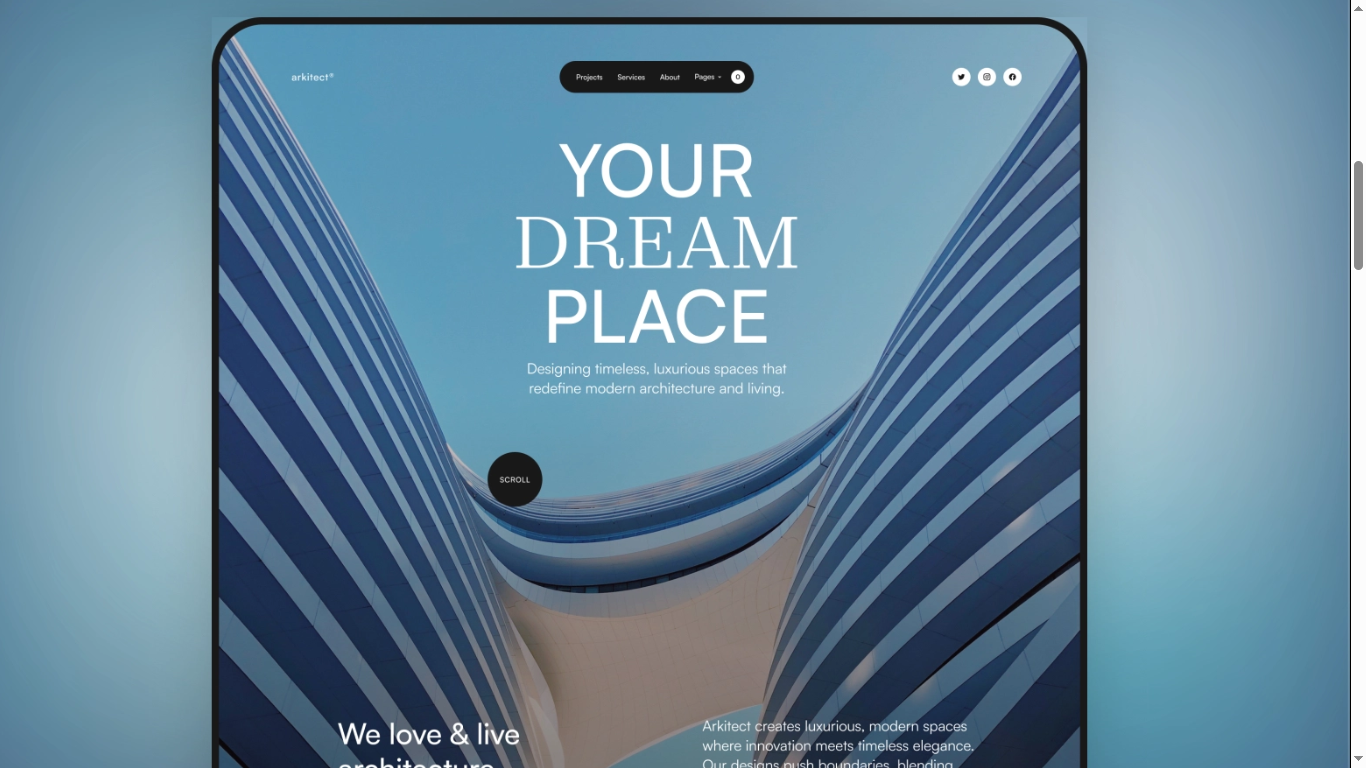 arkitect®
Projects Services About Pages 0
YOUR
DREAM
PLACE
Designing timeless, luxurious spaces that
redefine modern architecture and living.
SCROLL
We love & live
architecture
Arkitect creates luxurious, modern spaces
where innovation meets timeless elegance.
Our designs push boundaries, blending